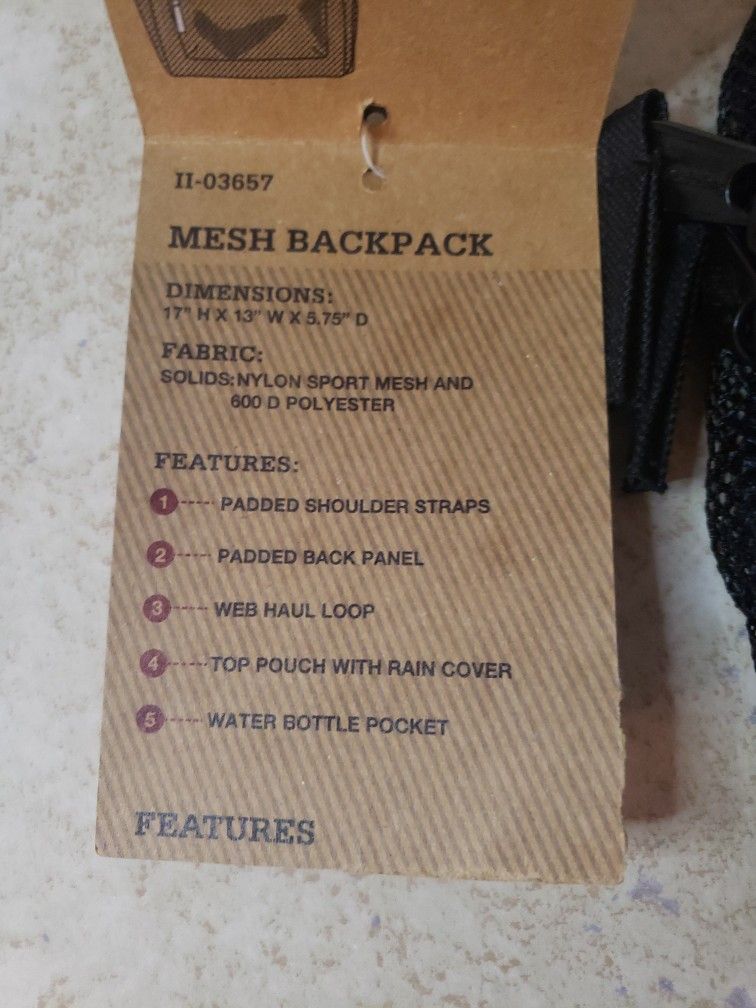 II-03657
MESH BACKPACK
DIMENSIONS:
17" H X 13" W X 5.75" D
FABRIC:
SOLIDS:NYLON SPORT MESH AND
600 D POLYESTER
FEATURES:
1 PADDED SHOULDER STRAPS
2 PADDED BACK PANEL
3 WEB HAUL LOOP
4 TOP POUCH WITH RAIN COVER
5 WATER BOTTLE POCKET
FEATURES